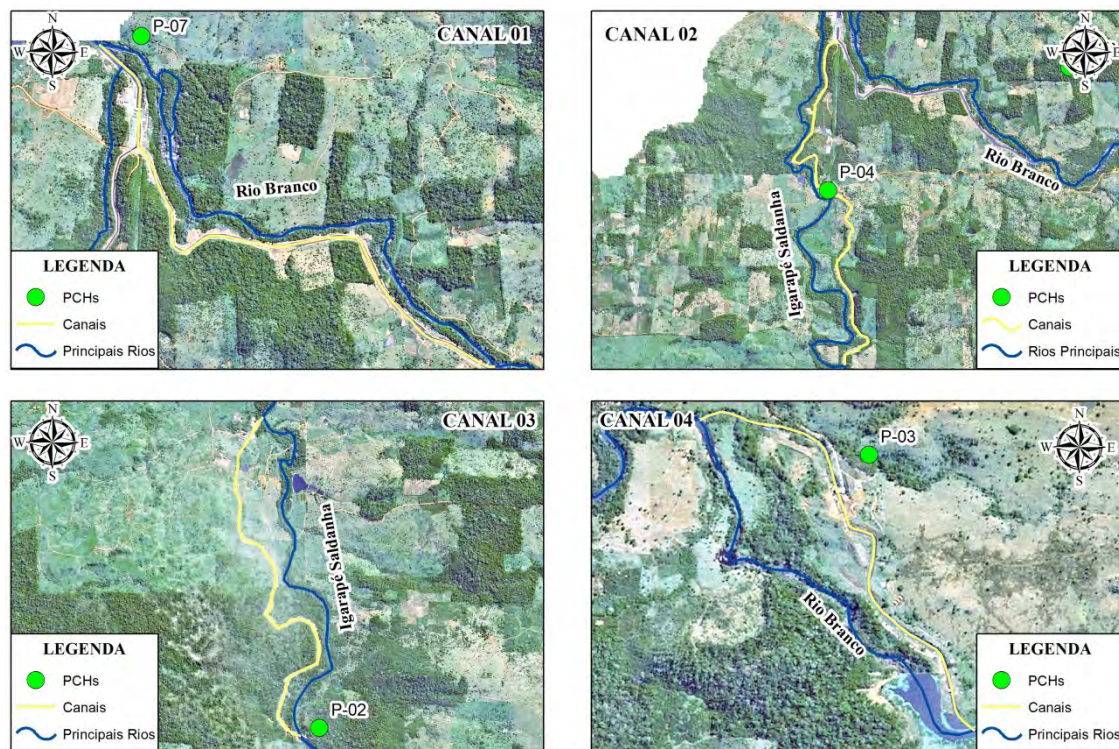 P-07
CANAL 01
N
W E
S
Rio Branco
LEGENDA
PCHs
Canais
Principais Rios
CANAL 02
N
W E
S
Rio Branco
P-04
Igarapé Saldanha
LEGENDA
PCHs
Canais
Rios Principais
CANAL 03
N
W E
S
Igarapé Saldanha
P-02
LEGENDA
PCHs
Canais
Principais Rios
CANAL 04
P-03
N
W E
S
Rio Branco
LEGENDA
PCHs
Canais
Principais Rios